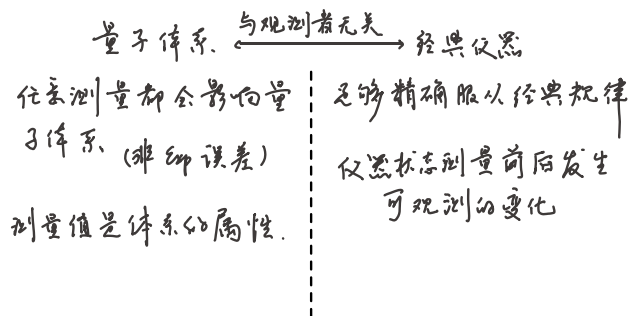 与观测者无关
量子体系 经典仪器
任意测量都会影响量
子体系 (非 误差)
测量值是体系的属性.
足够精确服从经典规律
仪器状态测量前后发生
可观测的变化